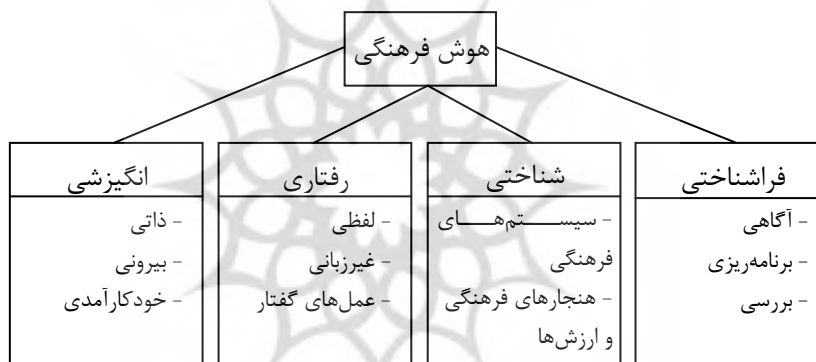 هوش فرهنگی
فراشناختی
- آگاهی
- برنامه‌ریزی
- بررسی
شناختی
- سیستم‌های
فرهنگی
- هنجارهای فرهنگی
و ارزش‌ها
رفتاری
- لفظی
- غیرزبانی
- عمل‌های گفتار
انگیزشی
- ذاتی
- بیرونی
- خودکارآمدی